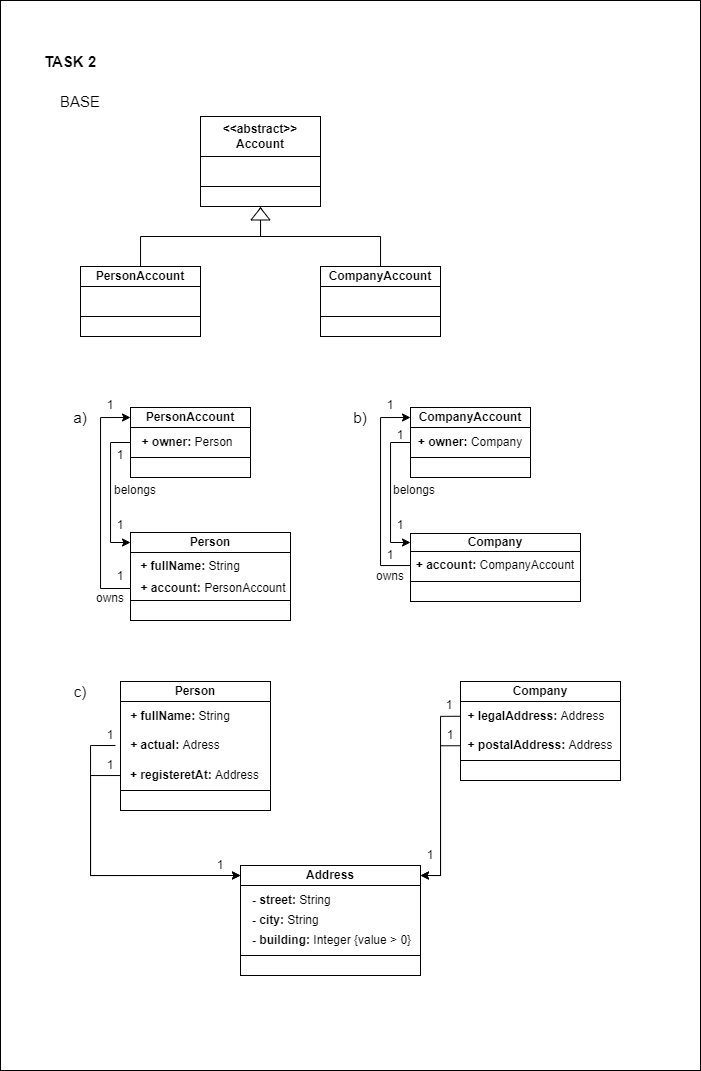 TASK 2
BASE
<<abstract>>
Account
PersonAccount
CompanyAccount
a)
1
PersonAccount
+ owner: Person
1
belongs
1
Person
+ fullName: String
1
+ account: PersonAccount
owns
b)
1
CompanyAccount
1
+ owner: Company
belongs
1
Company
1
+ account: CompanyAccount
owns
c)
Person
+ fullName: String
1
+ actual: Adress
1
+ registeretAt: Address
Company
1
+ legalAddress: Address
1
+ postalAddress: Address
1
1
Address
- street: String
- city: String
- building: Integer {value > 0}